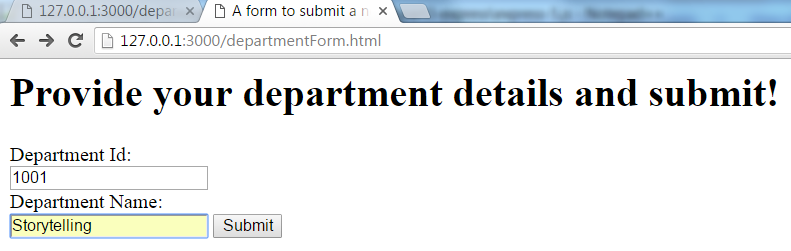 127.0.0.1:3000/depar
A form to submit a n
127.0.0.1:3000/departmentForm.html
Provide your department details and submit!
Department Id:
1001
Department Name:
Storytelling Submit